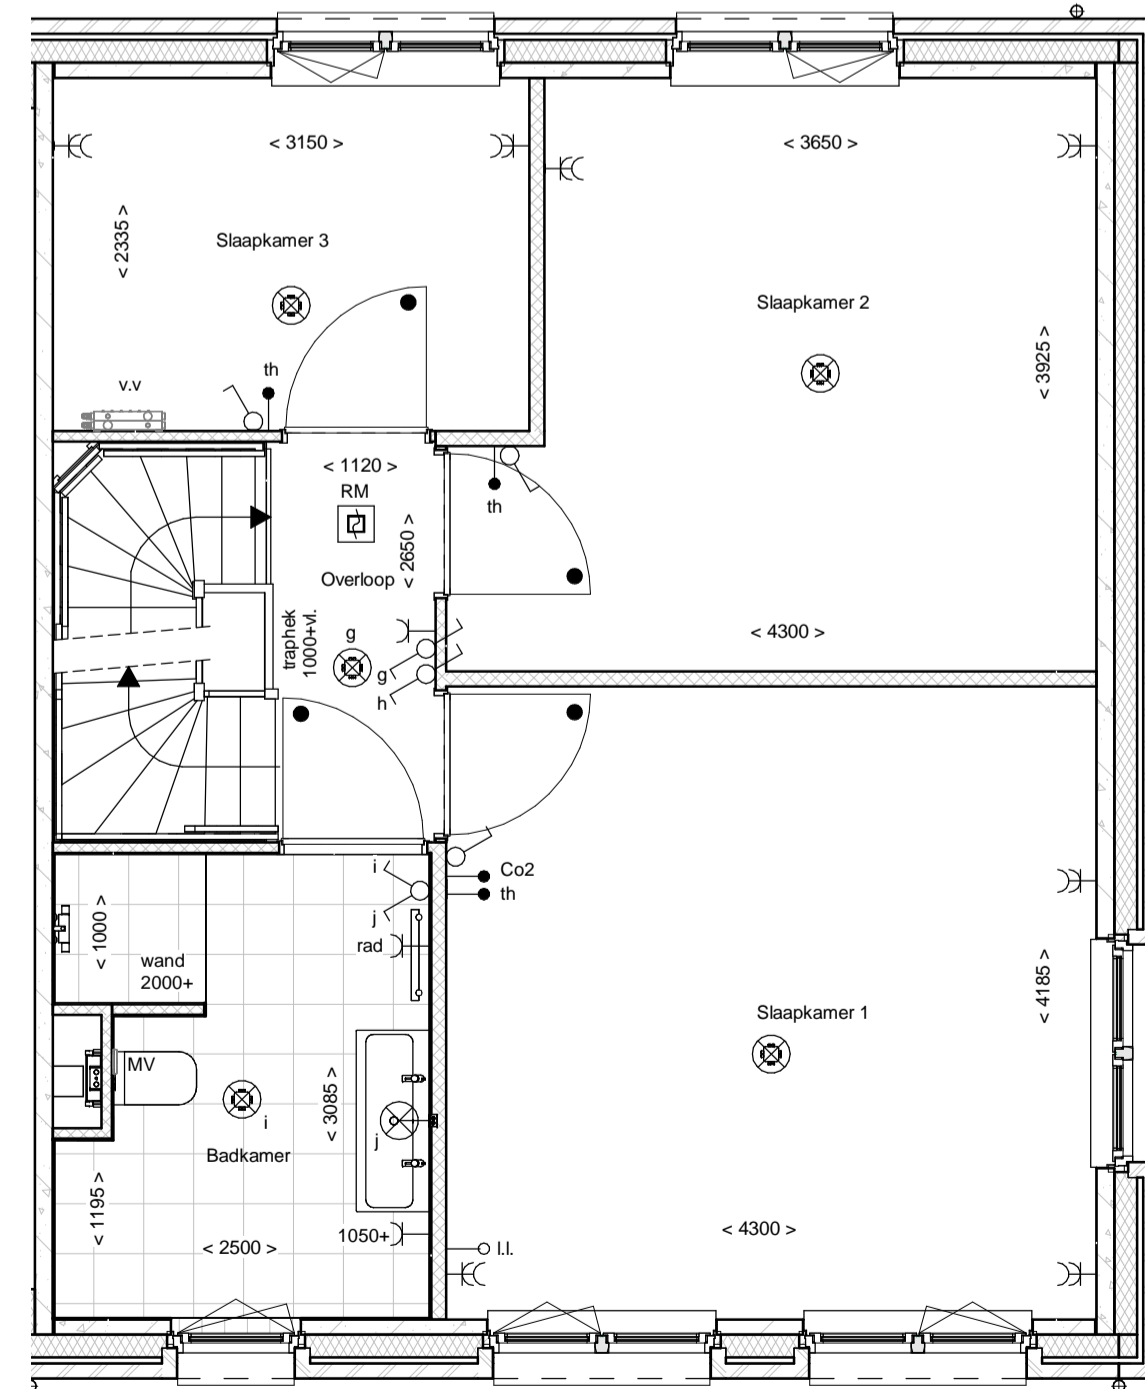 < 3150 >
< 3650 >
< 2335 >
Slaapkamer 3
Slaapkamer 2
< 3925 >
th
v.v
< 1120 >
RM
th
< 2650 >
Overloop
traphek
1000+vl.
g
g
h
< 4300 >
i
Co2
th
j
rad
< 1000 >
wand
2000+
< 4185 >
Slaapkamer 1
MV
< 3085 >
i
j
Badkamer
< 1195 >
1050+
< 2500 >
l.l.
< 4300 >